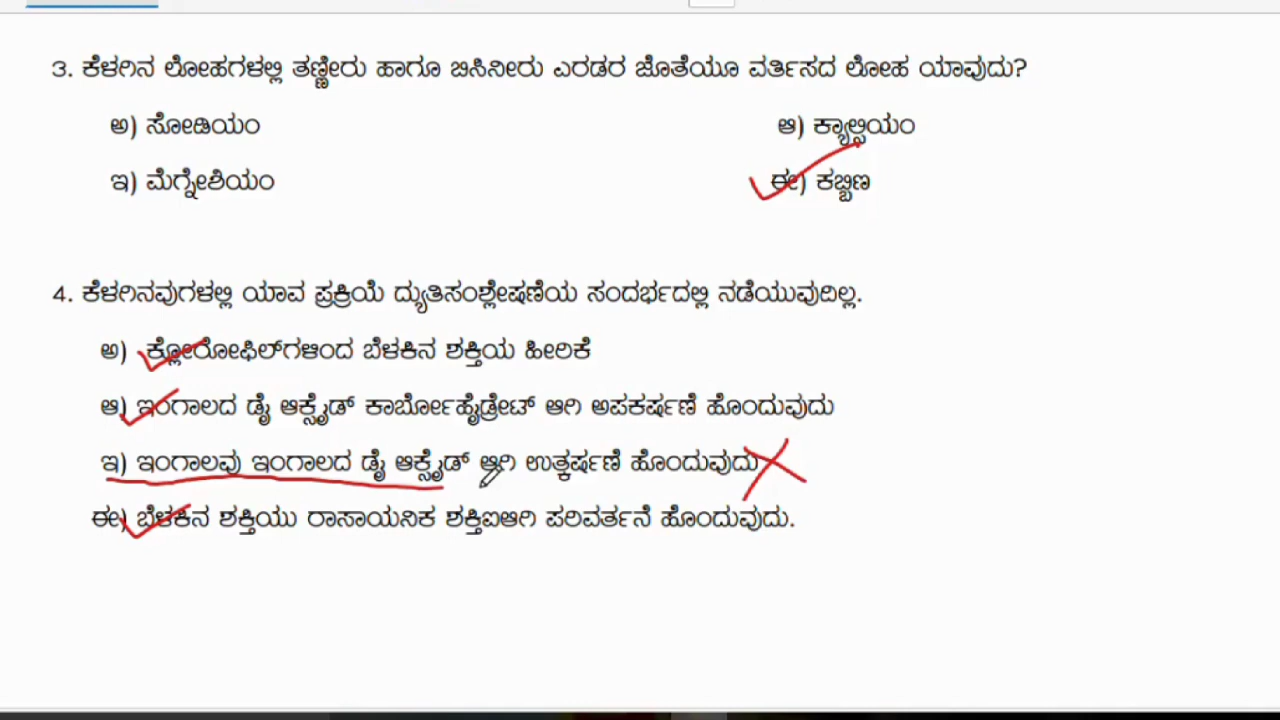 3. ಕೆಳಗಿನ ಲೋಹಗಳಲ್ಲಿ ತಣ್ಣೀರು ಹಾಗೂ ಬಿಸಿನೀರು ಎರಡರ ಜೊತೆಯೂ ವರ್ತಿಸದ ಲೋಹ ಯಾವುದು?
ಅ) ಸೋಡಿಯಂ ಆ) ಕ್ಯಾಲ್ಸಿಯಂ
ಇ) ಮೆಗ್ನೇಶಿಯಂ ಈ) ಕಬ್ಬಿಣ
4. ಕೆಳಗಿನವುಗಳಲ್ಲಿ ಯಾವ ಪ್ರಕ್ರಿಯೆ ದ್ಯುತಿಸಂಶ್ಲೇಷಣೆಯ ಸಂದರ್ಭದಲ್ಲಿ ನಡೆಯುವುದಿಲ್ಲ.
ಅ) ಕ್ಲೋರೋಫಿಲ್‌ಗಳಿಂದ ಬೆಳಕಿನ ಶಕ್ತಿಯ ಹೀರಿಕೆ
ಆ) ಇಂಗಾಲದ ಡೈ ಆಕ್ಸೈಡ್ ಕಾರ್ಬೋಹೈಡ್ರೇಟ್ ಆಗಿ ಅಪಕರ್ಷಣೆ ಹೊಂದುವುದು
ಇ) ಇಂಗಾಲವು ಇಂಗಾಲದ ಡೈ ಆಕ್ಸೈಡ್ ಆಗಿ ಉತ್ಕರ್ಷಣೆ ಹೊಂದುವುದು
ಈ) ಬೆಳಕಿನ ಶಕ್ತಿಯು ರಾಸಾಯನಿಕ ಶಕ್ತಿಐಆಗಿ ಪರಿವರ್ತನೆ ಹೊಂದುವುದು.